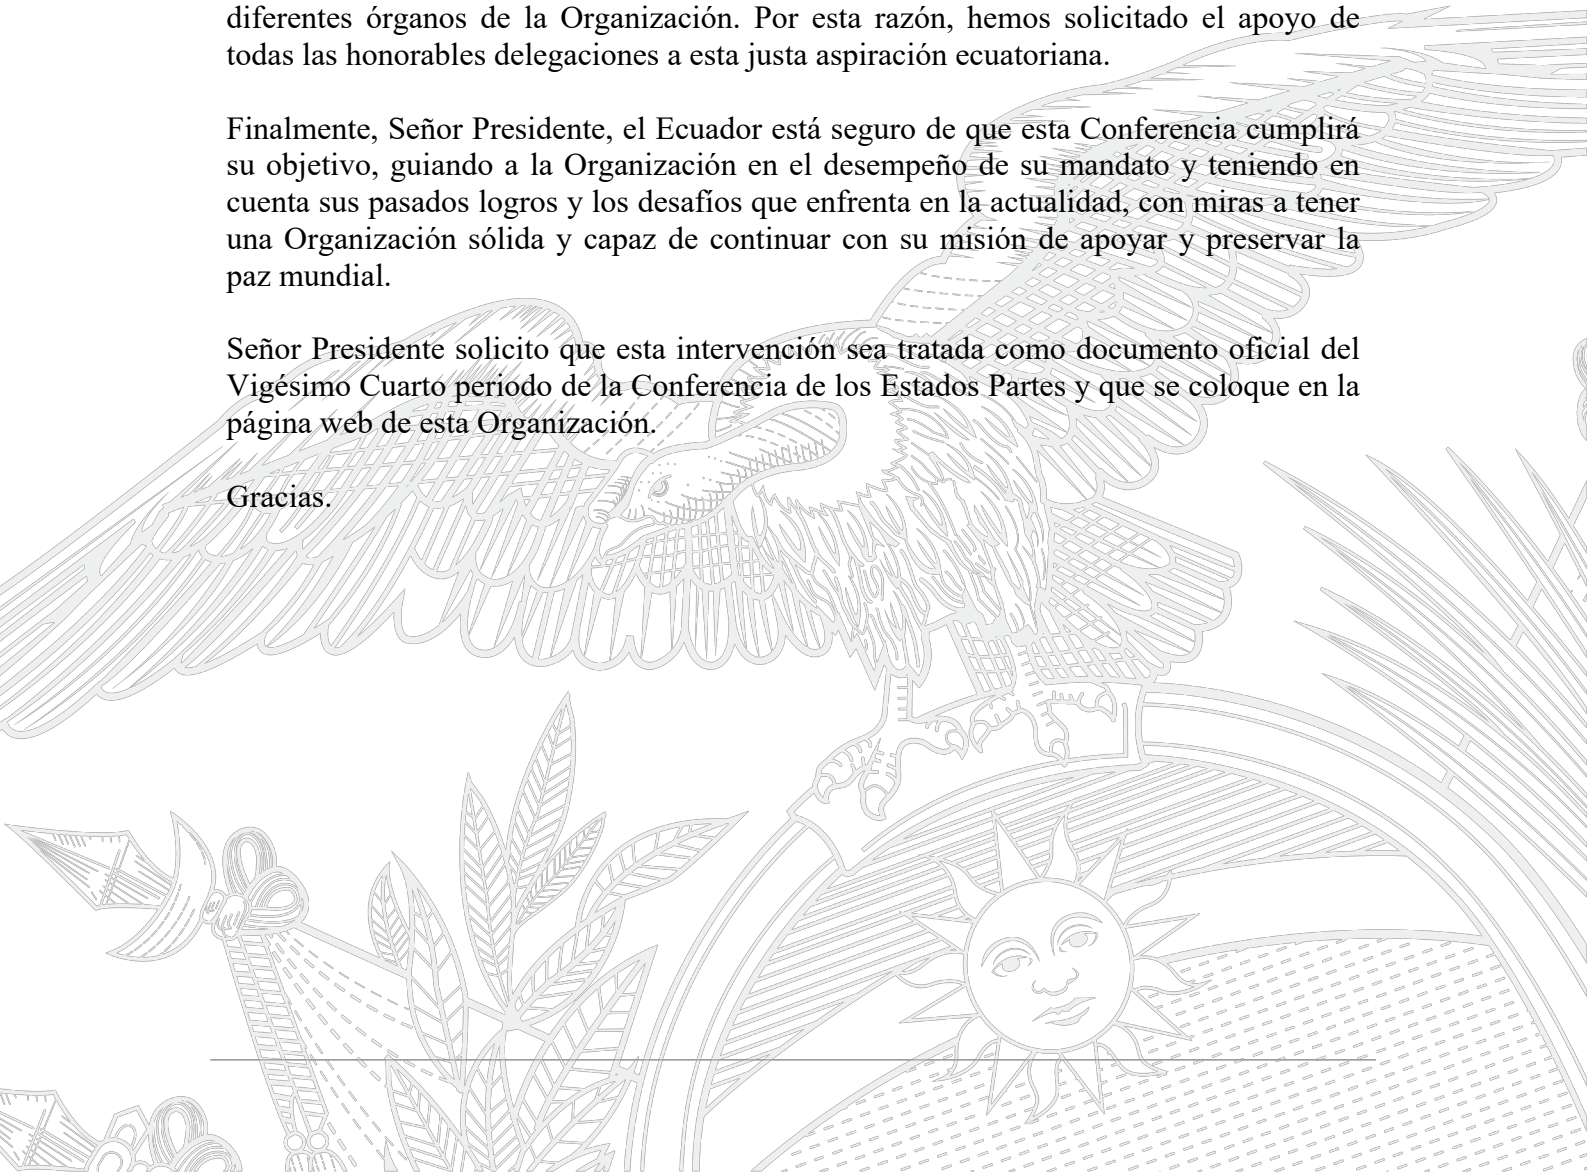 diferentes órganos de la Organización. Por esta razón, hemos solicitado el apoyo de
todas las honorables delegaciones a esta justa aspiración ecuatoriana.
Finalmente, Señor Presidente, el Ecuador está seguro de que esta Conferencia cumplirá
su objetivo, guiando a la Organización en el desempeño de su mandato y teniendo en
cuenta sus pasados logros y los desafíos que enfrenta en la actualidad, con miras a tener
una Organización sólida y capaz de continuar con su misión de apoyar y preservar la
paz mundial.
Señor Presidente solicito que esta intervención sea tratada como documento oficial del
Vigésimo Cuarto periodo de la Conferencia de los Estados Partes y que se coloque en la
página web de esta Organización.
Gracias.